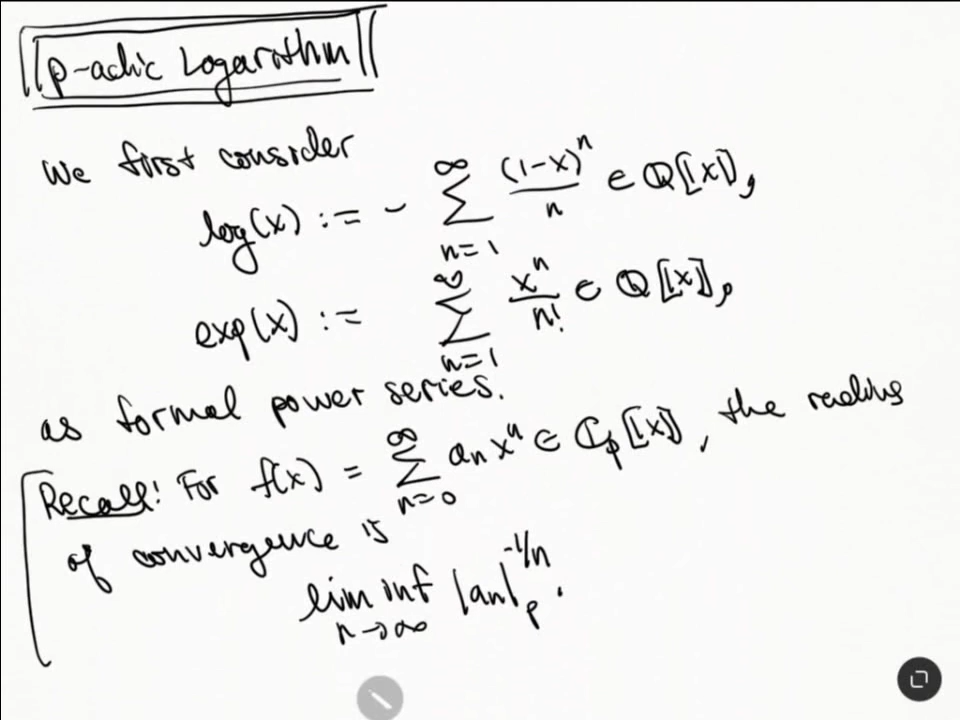 p-adic Logarithm
We first consider
log(x) := - ∑_{n=1}^{∞} (1-x)^n / n ∈ ℚ⟦x⟧,
exp(x) := ∑_{n=1}^{∞} x^n / n! ∈ ℚ⟦x⟧,
as formal power series.
Recall: For f(x) = ∑_{n=0}^{∞} a_n x^n ∈ ℂ_p⟦x⟧, the radius
of convergence is
lim inf_{n→∞} |a_n|_p^{-1/n}.